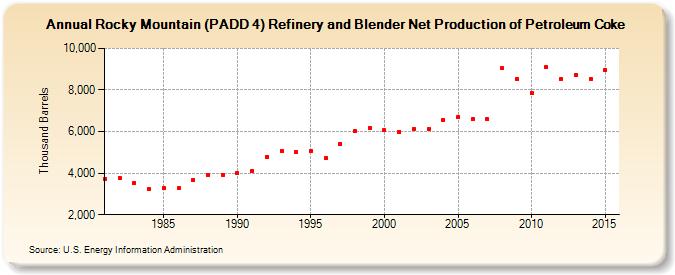 Annual Rocky Mountain (PADD 4) Refinery and Blender Net Production of Petroleum Coke
Thousand Barrels
10,000
8,000
6,000
4,000
2,000
1985 1990 1995 2000 2005 2010 2015
Source: U.S. Energy Information Administration